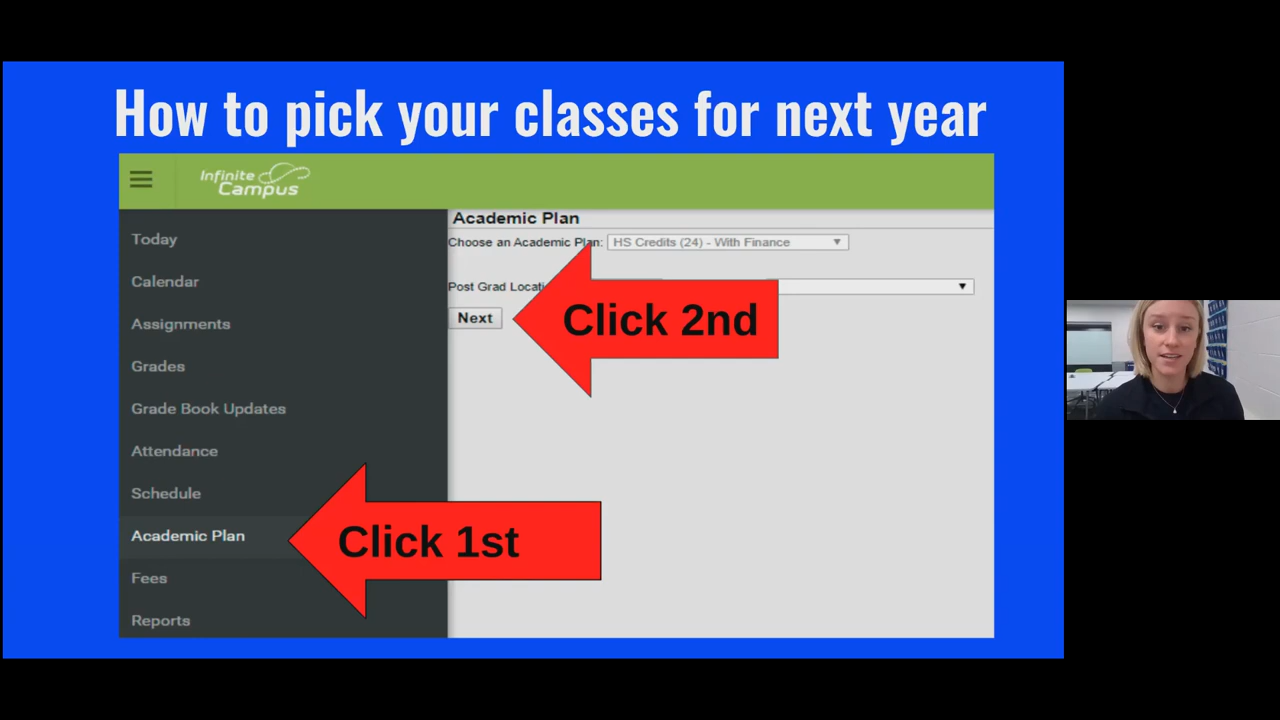 How to pick your classes for next year
Infinite
Campus
Today
Calendar
Assignments
Grades
Grade Book Updates
Attendance
Schedule
Academic Plan
Fees
Reports
Academic Plan
Choose an Academic Plan: HS Credits (24) - With Finance
Post Grad Locati
Next
Click 2nd
Click 1st